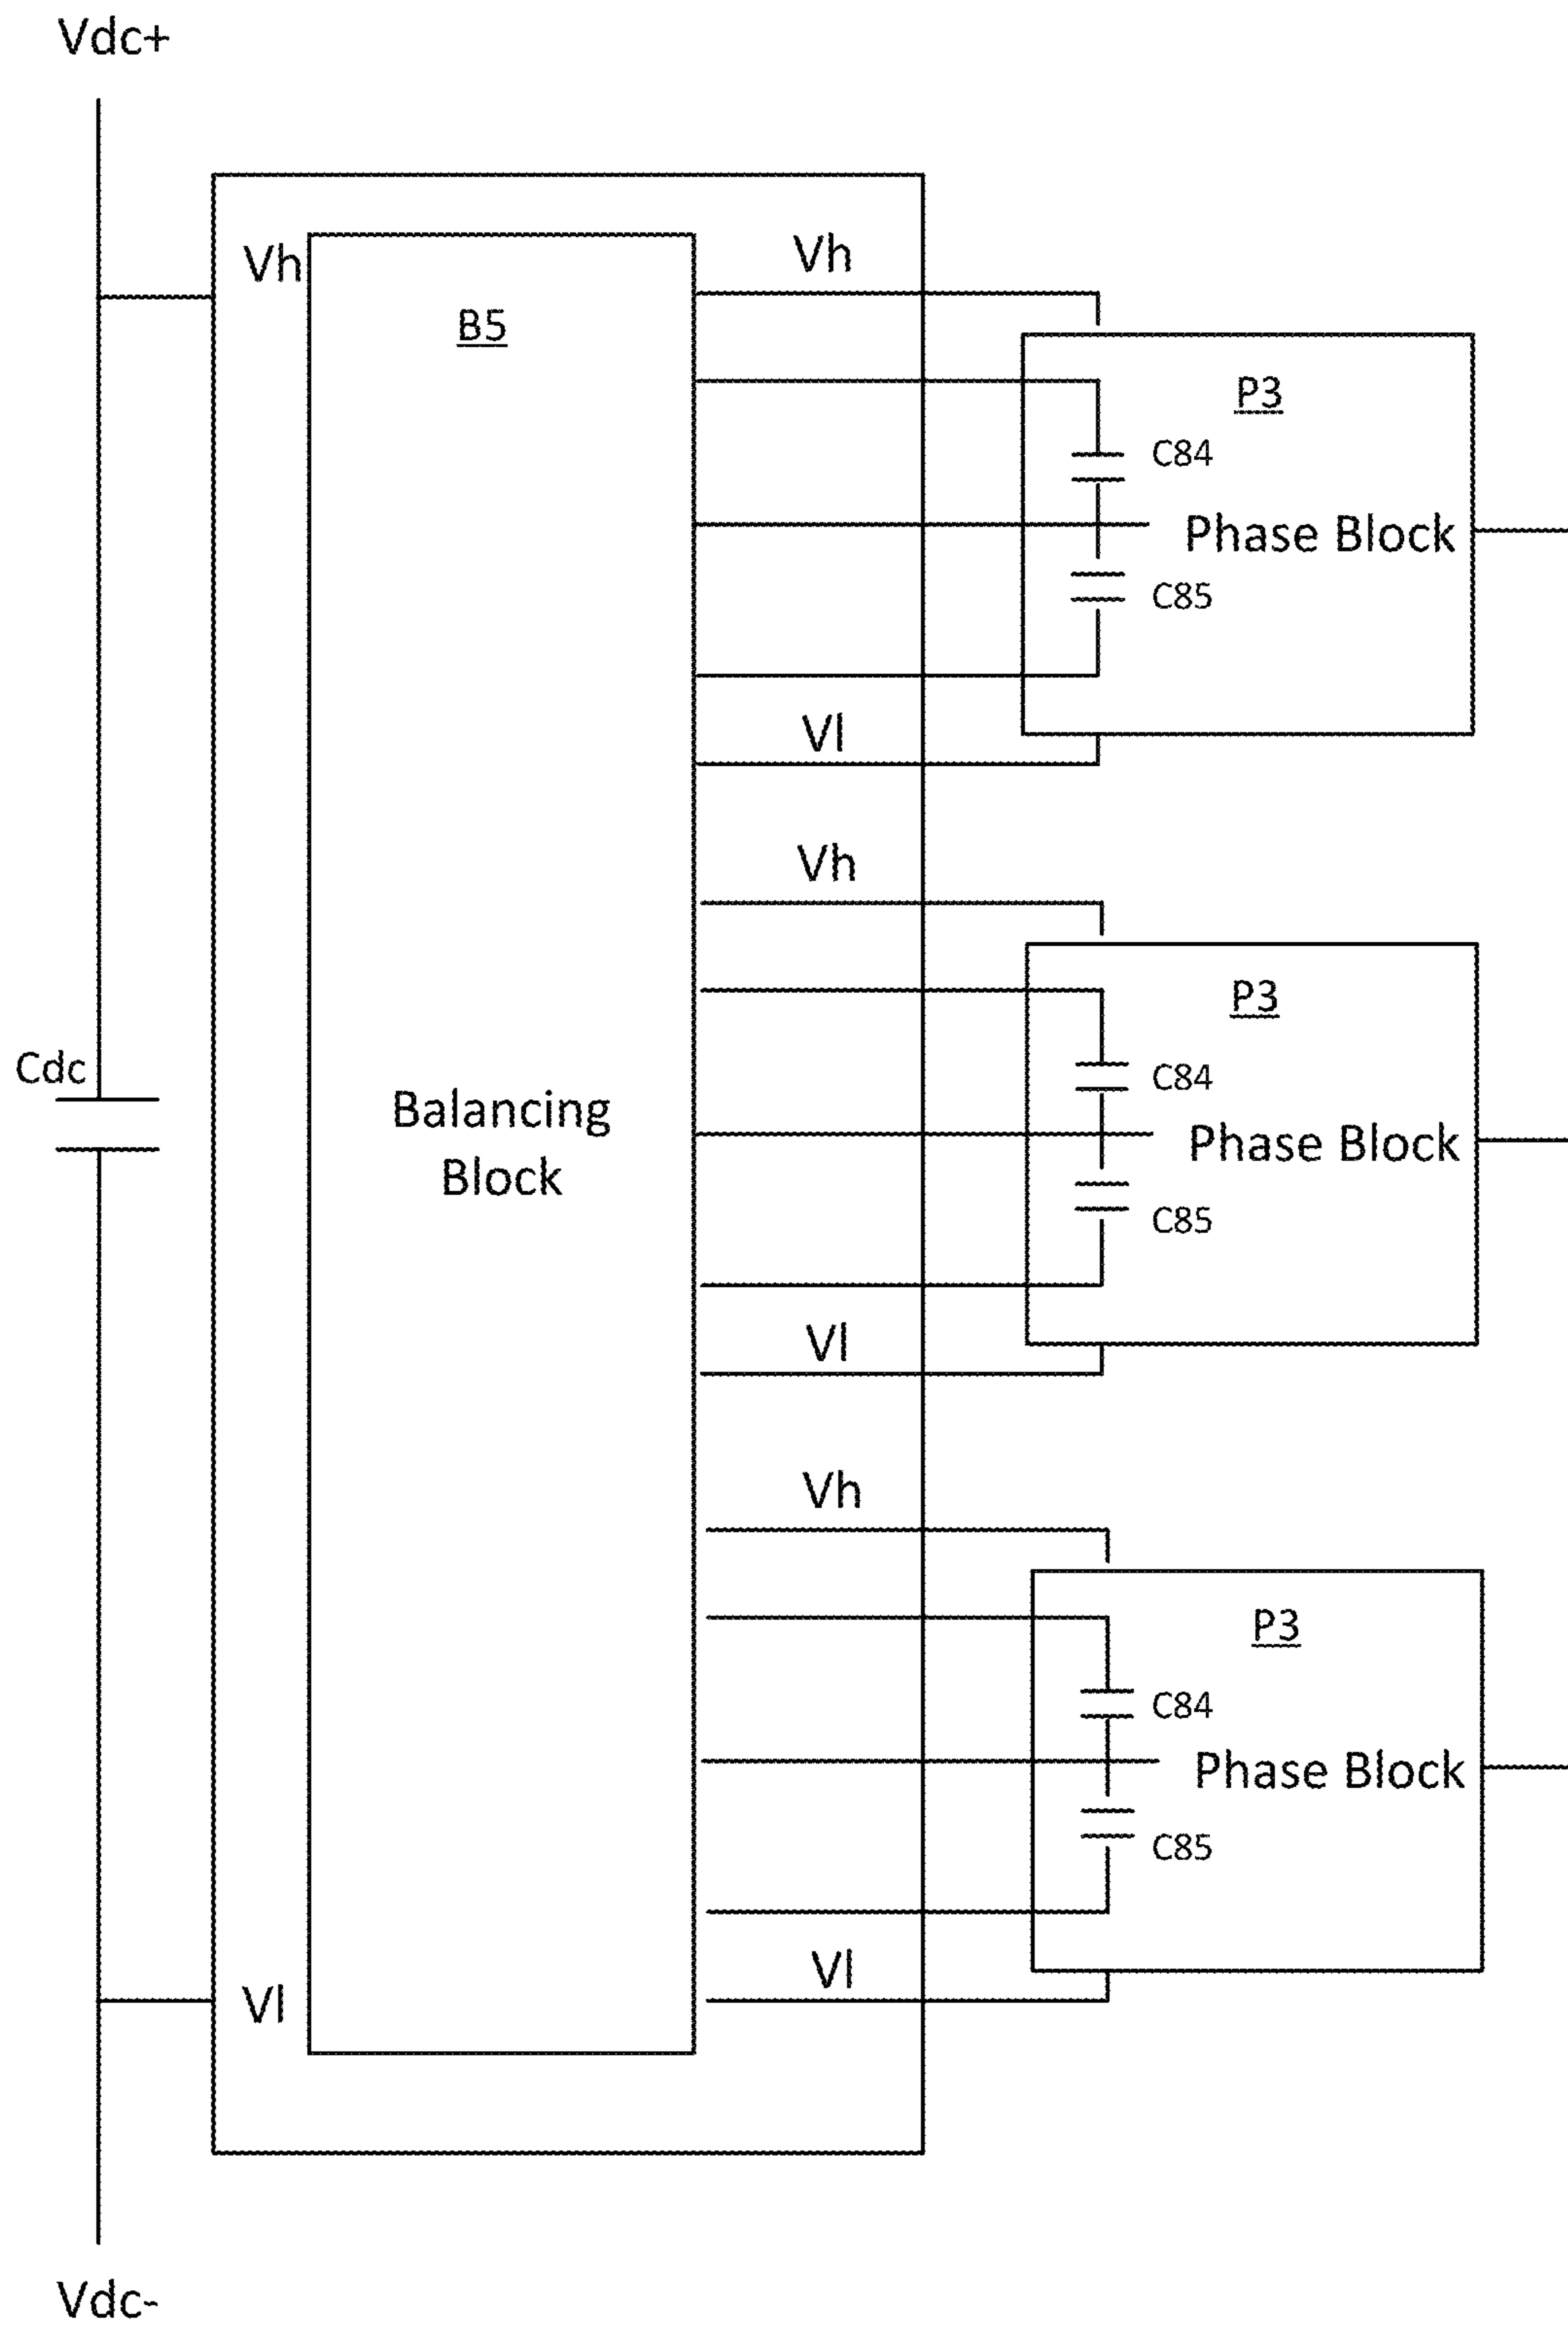 Vdc+
Vh
Vh
B5
P3
C84
Phase Block
C85
Vl
Vh
P3
Cdc
C84
Balancing
Block
Phase Block
C85
Vl
Vh
P3
C84
Phase Block
C85
Vl
Vl
Vdc-